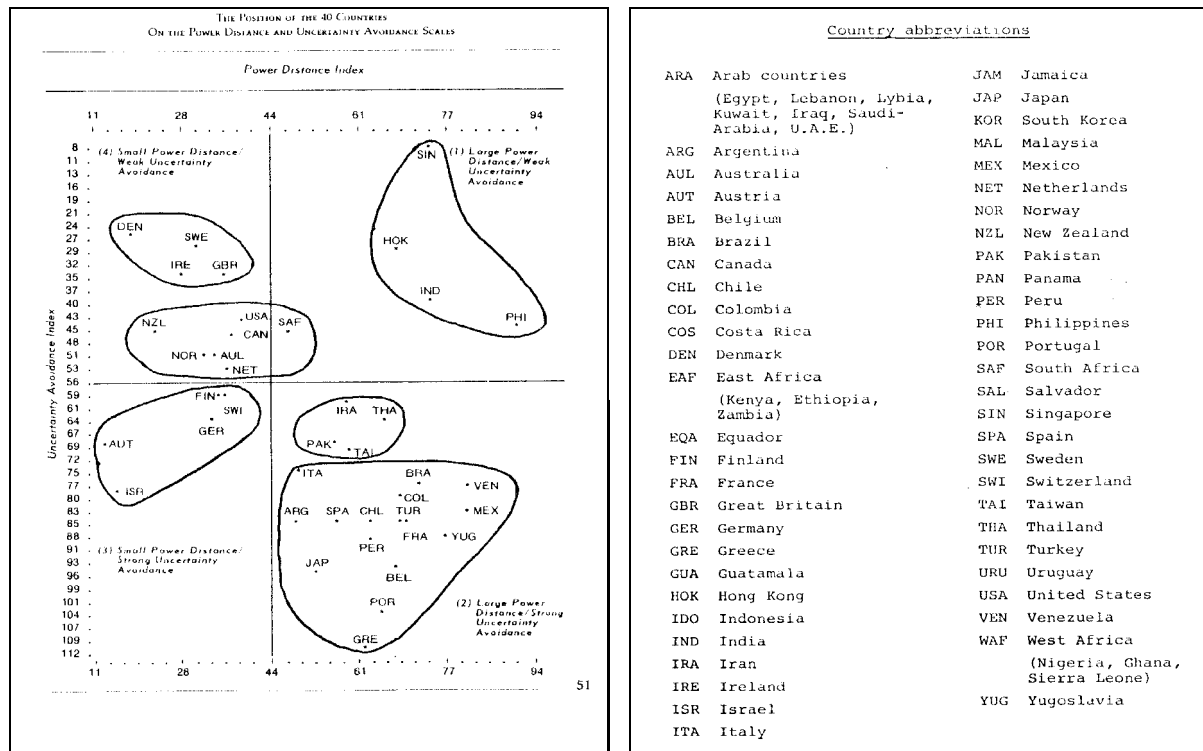 THE POSITION OF THE 40 COUNTRIES
ON THE POWER DISTANCE AND UNCERTAINTY AVOIDANCE SCALES
Power Distance Index
11 28 44 61 77 94
Uncertainty Avoidance Index
8
11
13
16
19
21
24
27
29
32
35
37
40
43
45
48
51
53
56
59
61
64
67
69
72
75
77
80
83
85
88
91
93
96
99
101
104
107
109
112
(4) Small Power Distance/
Weak Uncertainty
Avoidance
(1) Large Power
Distance/Weak
Uncertainty
Avoidance
SIN
DEN
SWE
HOK
IRE GBR
IND
USA
NZL SAF
PHI
CAN
NOR AUL
NET
FIN
SWI
IRA THA
GER
AUT
PAK
TAI
ITA BRA
ISR
VEN
COL
ARG SPA CHL TUR MEX
FRA YUG
PER
(3) Small Power Distance/
Strong Uncertainty
Avoidance
JAP
BEL
POR
(2) Large Power
Distance/Strong
Uncertainty
Avoidance
GRE
11 28 44 61 77 94
51
Country abbreviations
ARA Arab countries
(Egypt, Lebanon, Lybia,
Kuwait, Iraq, Saudi-
Arabia, U.A.E.)
ARG Argentina
AUL Australia
AUT Austria
BEL Belgium
BRA Brazil
CAN Canada
CHL Chile
COL Colombia
COS Costa Rica
DEN Denmark
EAF East Africa
(Kenya, Ethiopia,
Zambia)
EQA Equador
FIN Finland
FRA France
GBR Great Britain
GER Germany
GRE Greece
GUA Guatamala
HOK Hong Kong
IDO Indonesia
IND India
IRA Iran
IRE Ireland
ISR Israel
ITA Italy
JAM Jamaica
JAP Japan
KOR South Korea
MAL Malaysia
MEX Mexico
NET Netherlands
NOR Norway
NZL New Zealand
PAK Pakistan
PAN Panama
PER Peru
PHI Philippines
POR Portugal
SAF South Africa
SAL Salvador
SIN Singapore
SPA Spain
SWE Sweden
SWI Switzerland
TAI Taiwan
THA Thailand
TUR Turkey
URU Uruguay
USA United States
VEN Venezuela
WAF West Africa
(Nigeria, Ghana,
Sierra Leone)
YUG Yugoslavia